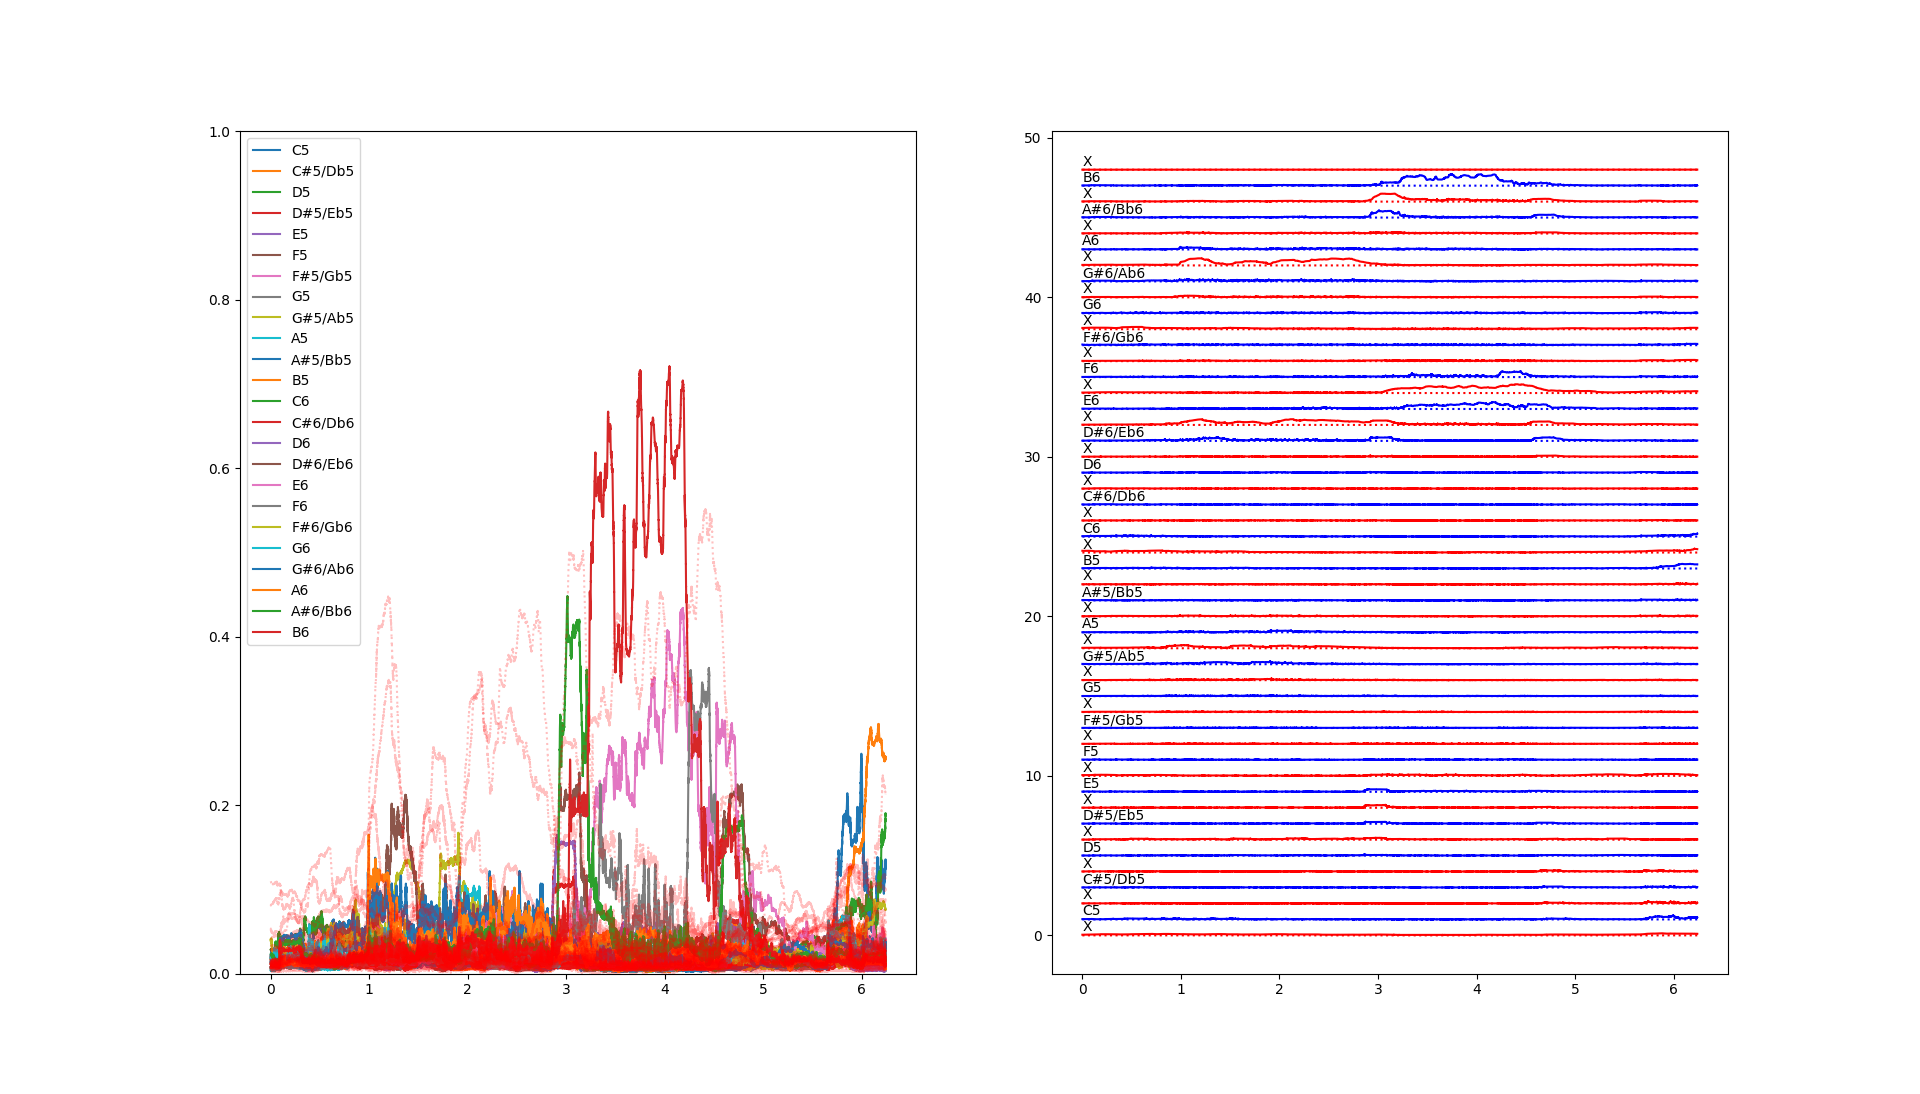 1.0
0.8
0.6
0.4
0.2
0.0
0
1
2
3
4
5
6
C5
C#5/Db5
D5
D#5/Eb5
E5
F5
F#5/Gb5
G5
G#5/Ab5
A5
A#5/Bb5
B5
C6
C#6/Db6
D6
D#6/Eb6
E6
F6
F#6/Gb6
G6
G#6/Ab6
A6
A#6/Bb6
B6
50
40
30
20
10
0
X
B6
X
A#6/Bb6
X
A6
X
G#6/Ab6
X
G6
X
F#6/Gb6
X
F6
X
E6
X
D#6/Eb6
X
D6
X
C#6/Db6
X
C6
X
B5
X
A#5/Bb5
X
A5
X
G#5/Ab5
X
G5
X
F#5/Gb5
X
F5
X
E5
X
D#5/Eb5
X
D5
X
C#5/Db5
X
C5
X
0
1
2
3
4
5
6